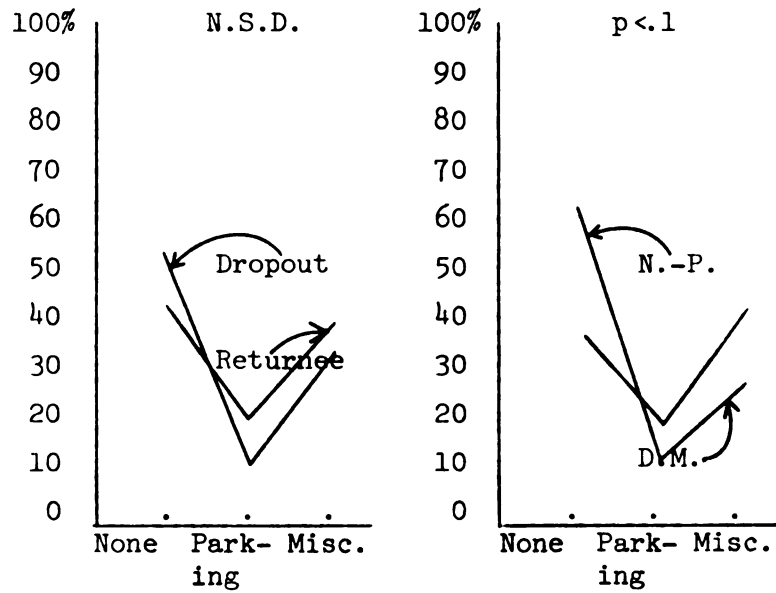 100% N.S.D.
90
80
70
60
50 Dropout
40
30 Returnee
20
10
0
None Park- Misc.
ing
100% p<.1
90
80
70
60
50 N.-P.
40
30
20
10 D.M.
0
None Park- Misc.
ing